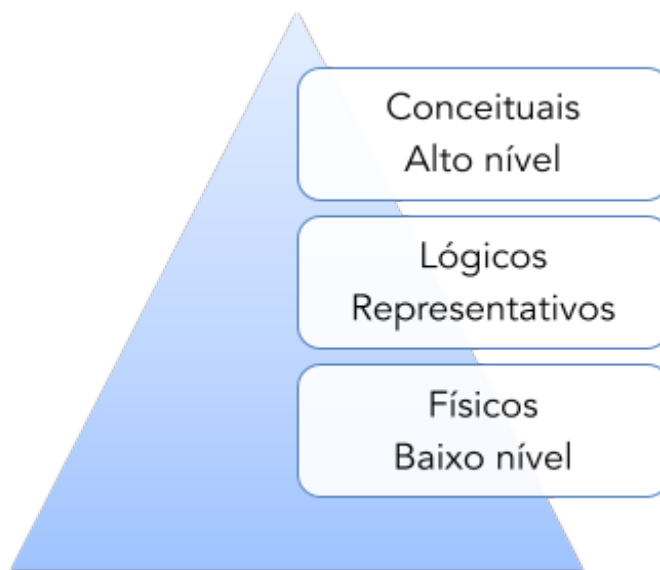 Conceituais
Alto nível
Lógicos
Representativos
Físicos
Baixo nível